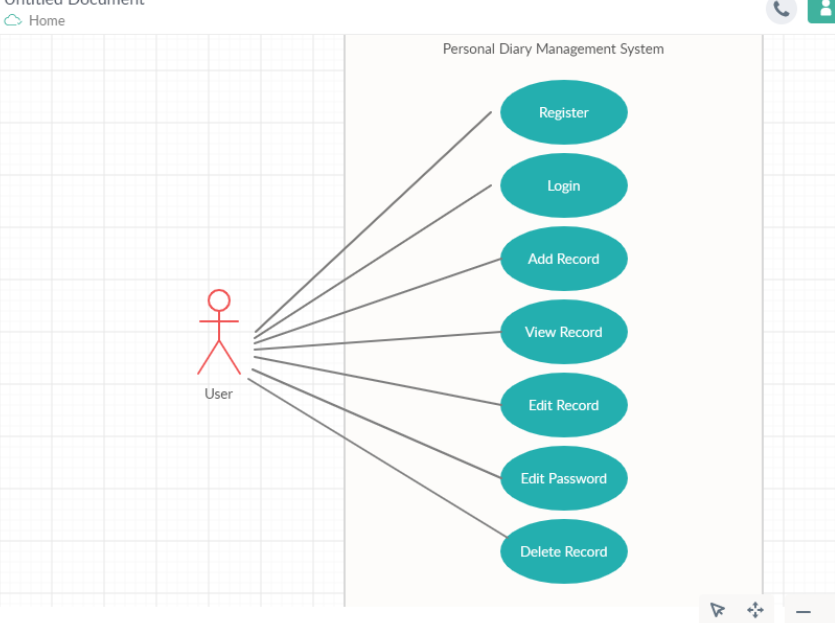 Untitled Document
Home
Personal Diary Management System
Register
Login
Add Record
View Record
Edit Record
User
Edit Password
Delete Record